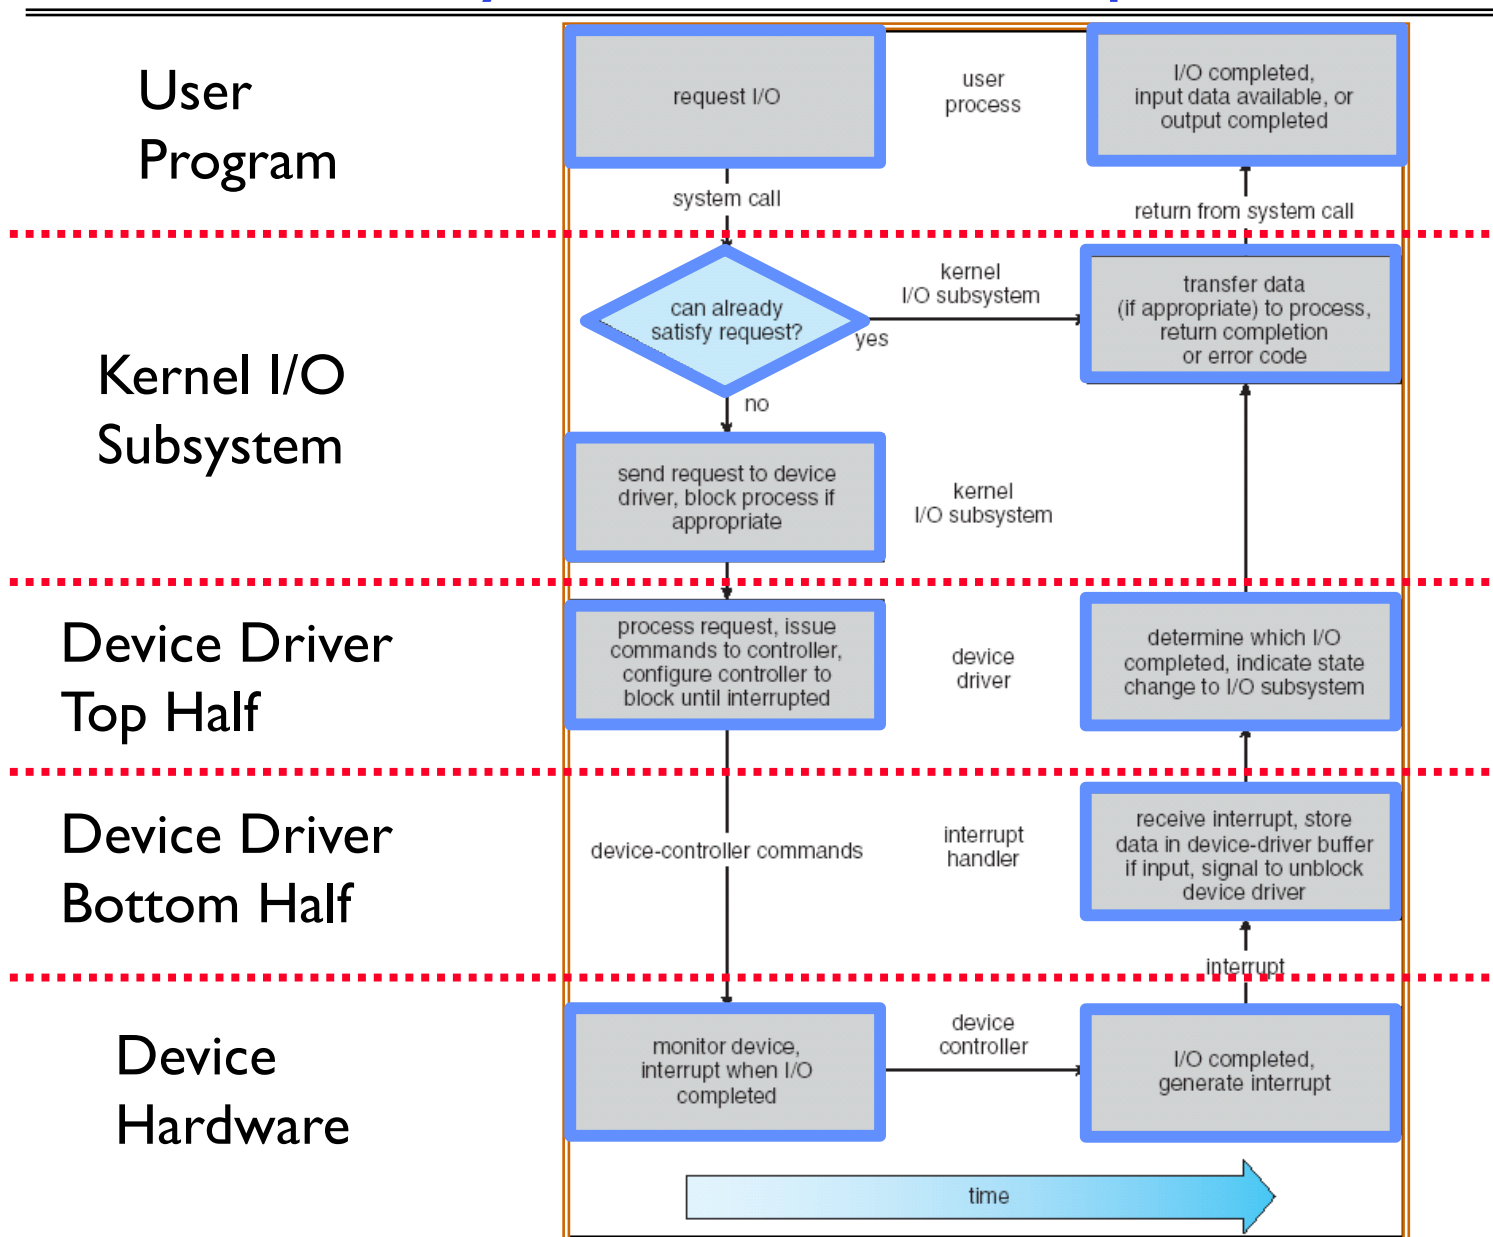 User
Program
request I/O
user
process
I/O completed,
input data available, or
output completed
system call
return from system call
Kernel I/O
Subsystem
can already
satisfy request?
kernel
I/O subsystem
yes
transfer data
(if appropriate) to process,
return completion
or error code
no
send request to device
driver, block process if
appropriate
kernel
I/O subsystem
Device Driver
Top Half
process request, issue
commands to controller,
configure controller to
block until interrupted
device
driver
determine which I/O
completed, indicate state
change to I/O subsystem
Device Driver
Bottom Half
device-controller commands
interrupt
handler
receive interrupt, store
data in device-driver buffer
if input, signal to unblock
device driver
interrupt
Device
Hardware
monitor device,
interrupt when I/O
completed
device
controller
I/O completed,
generate interrupt
time